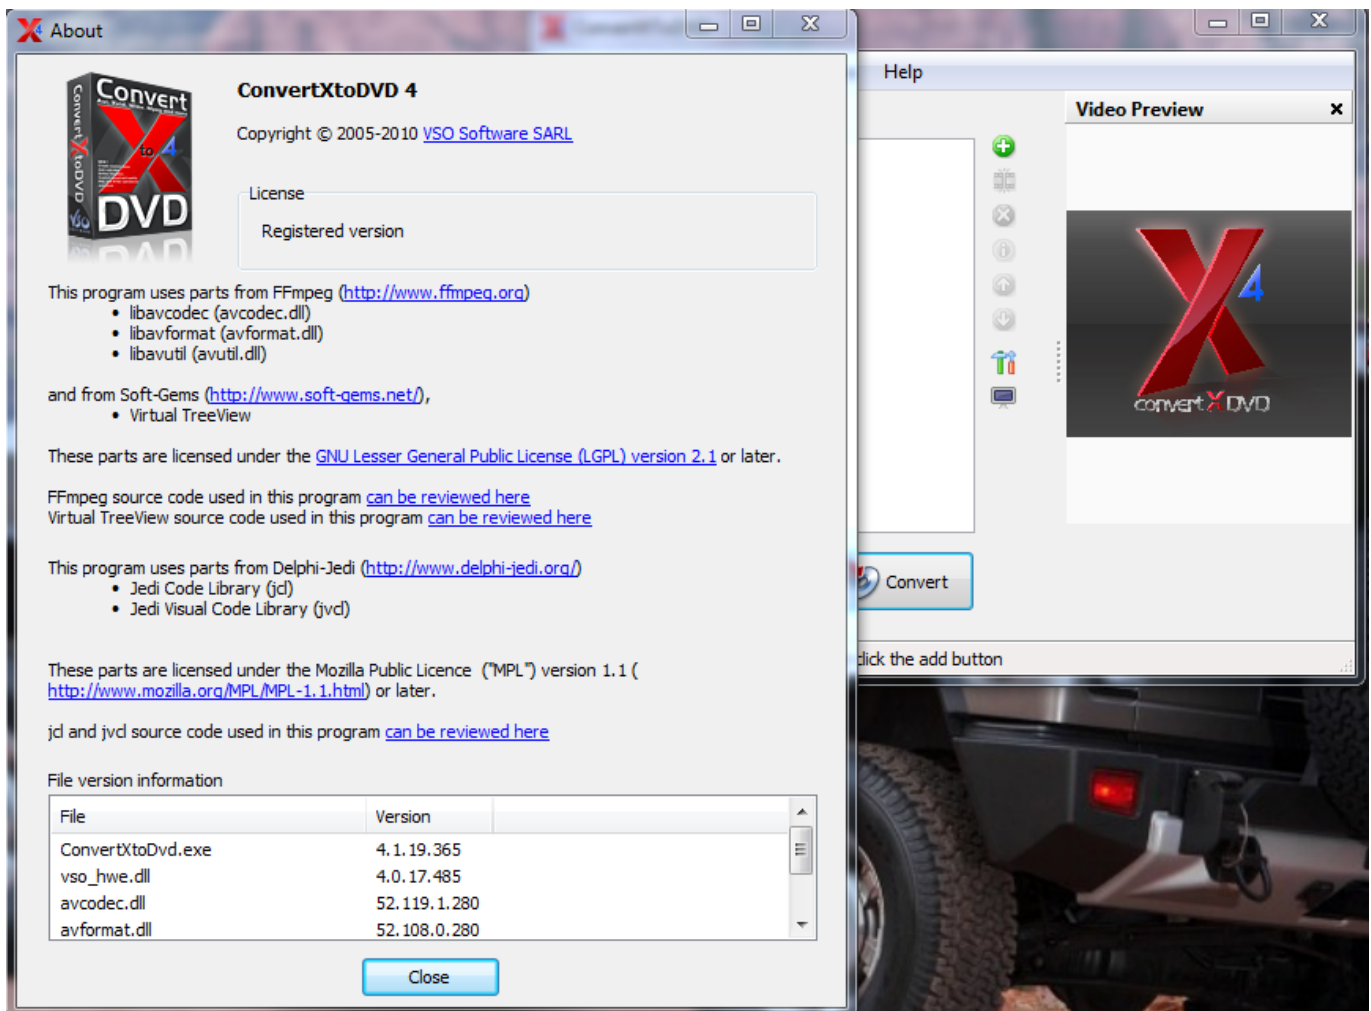 About
ConvertXtoDVD 4
Copyright © 2005-2010 VSO Software SARL
License
Registered version
Convert
X to 4
DVD
ConvertXtoDVD
vso
This program uses parts from FFmpeg (http://www.ffmpeg.org)
• libavcodec (avcodec.dll)
• libavformat (avformat.dll)
• libavutil (avutil.dll)
and from Soft-Gems (http://www.soft-gems.net/),
• Virtual TreeView
These parts are licensed under the GNU Lesser General Public License (LGPL) version 2.1 or later.
FFmpeg source code used in this program can be reviewed here
Virtual TreeView source code used in this program can be reviewed here
This program uses parts from Delphi-Jedi (http://www.delphi-jedi.org/)
• Jedi Code Library (jcl)
• Jedi Visual Code Library (jvcl)
These parts are licensed under the Mozilla Public Licence ("MPL") version 1.1 (
http://www.mozilla.org/MPL/MPL-1.1.html) or later.
jcl and jvcl source code used in this program can be reviewed here
File version information
File Version
ConvertXtoDvd.exe 4.1.19.365
vso_hwe.dll 4.0.17.485
avcodec.dll 52.119.1.280
avformat.dll 52.108.0.280
Close
Help
Video Preview
X 4
convert X DVD
Convert
click the add button